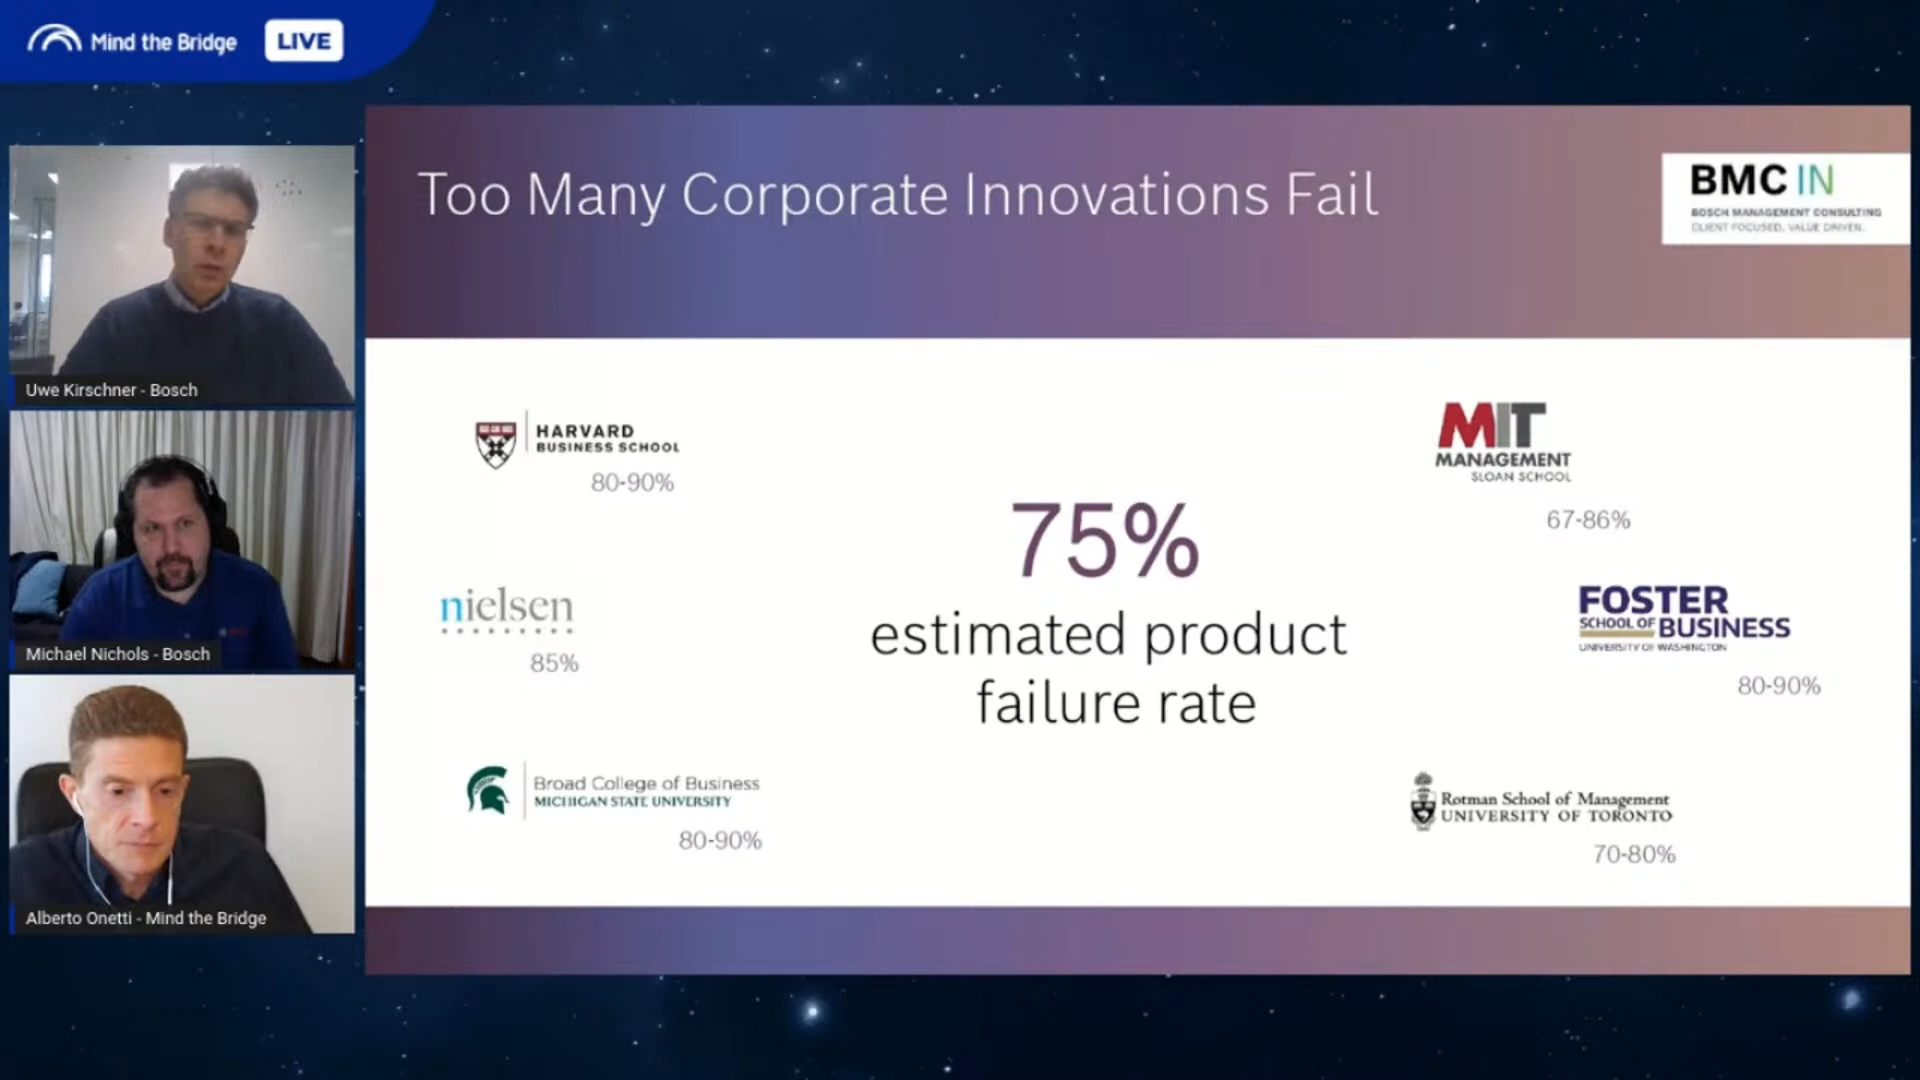 Mind the Bridge
LIVE
Too Many Corporate Innovations Fail
BMC IN
BOSCH MANAGEMENT CONSULTING
CLIENT FOCUSED. VALUE DRIVEN.
Uwe Kirschner - Bosch
Michael Nichols - Bosch
Alberto Onetti - Mind the Bridge
HARVARD
BUSINESS SCHOOL
80-90%
nielsen
85%
Broad College of Business
MICHIGAN STATE UNIVERSITY
80-90%
75%
estimated product
failure rate
MIT
MANAGEMENT
SLOAN SCHOOL
67-86%
FOSTER
SCHOOL OF BUSINESS
UNIVERSITY OF WASHINGTON
80-90%
Rotman School of Management
UNIVERSITY OF TORONTO
70-80%